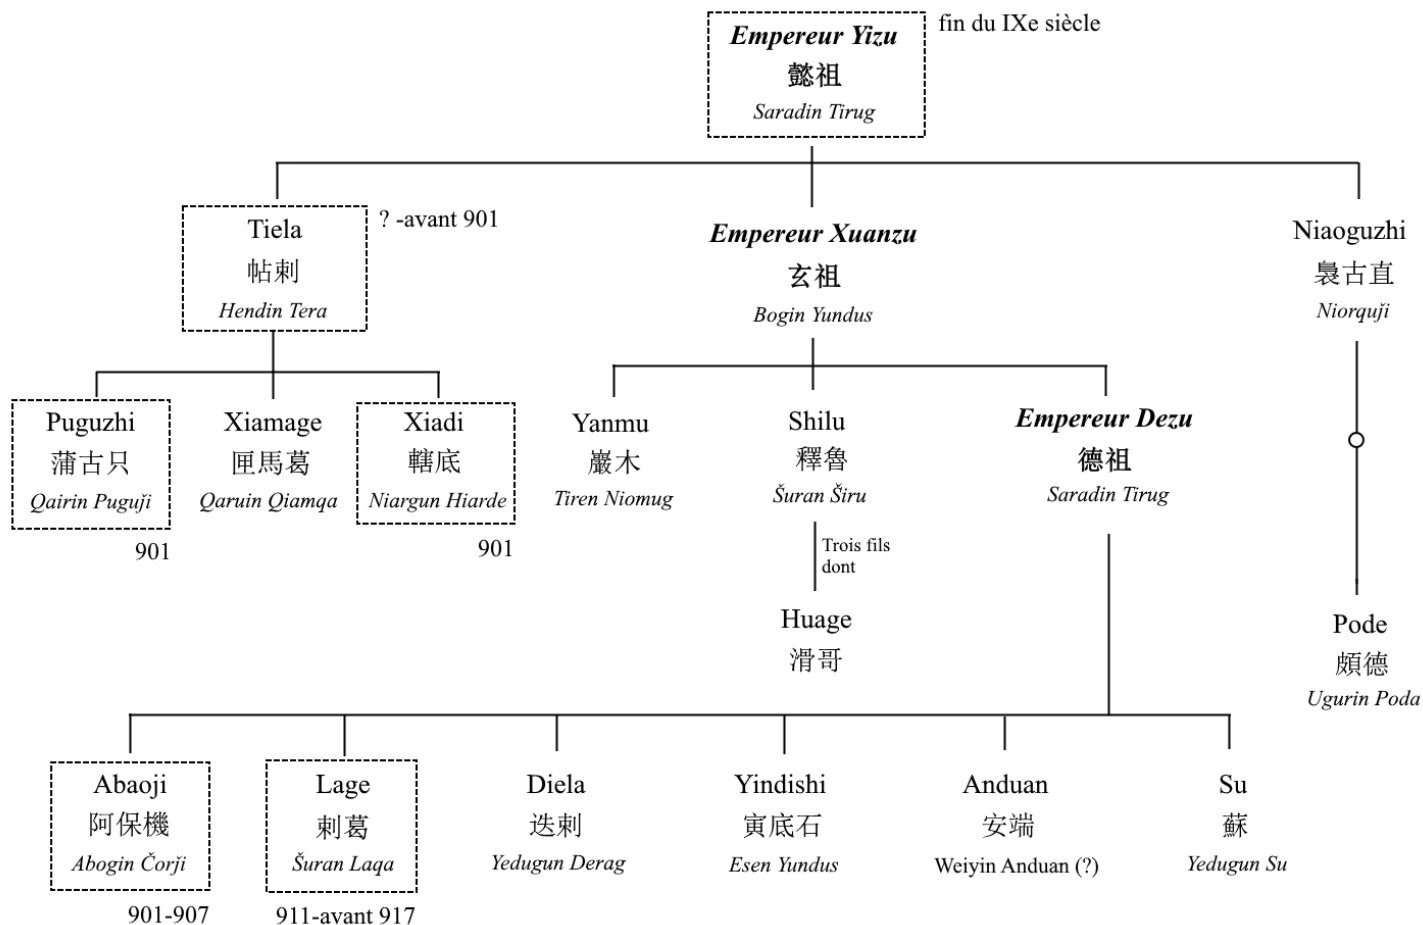 Empereur Yizu
懿祖
Saradin Tirug
fin du IXe siècle
Tiela
帖剌
Hendin Tera
? -avant 901
Empereur Xuanzu
玄祖
Bogin Yundus
Niaoguzhi
裊古直
Niorquǰi
Puguzhi
蒲古只
Qairin Puguǰi
901
Xiamage
匣馬葛
Qaruin Qiamqa
Xiadi
轄底
Niargun Hiarde
901
Yanmu
巖木
Tiren Niomug
Shilu
釋魯
Šuran Širu
Trois fils
dont
Huage
滑哥
Empereur Dezu
德祖
Saradin Tirug
Pode
頗德
Ugurin Poda
Abaoji
阿保機
Abogin Čorǰi
901-907
Lage
剌葛
Šuran Laqa
911-avant 917
Diela
迭剌
Yedugun Derag
Yindishi
寅底石
Esen Yundus
Anduan
安端
Weiyin Anduan (?)
Su
蘇
Yedugun Su